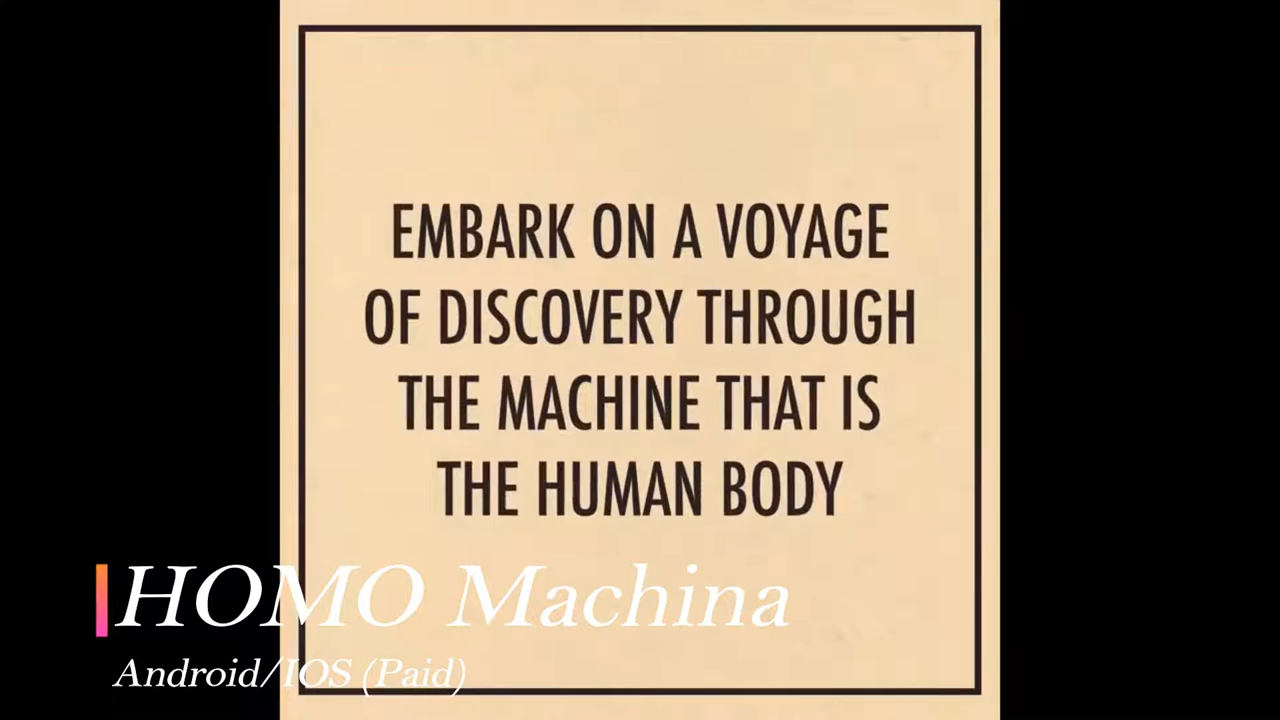 EMBARK ON A VOYAGE
OF DISCOVERY THROUGH
THE MACHINE THAT IS
THE HUMAN BODY
HOMO Machina
Android/IOS (Paid)